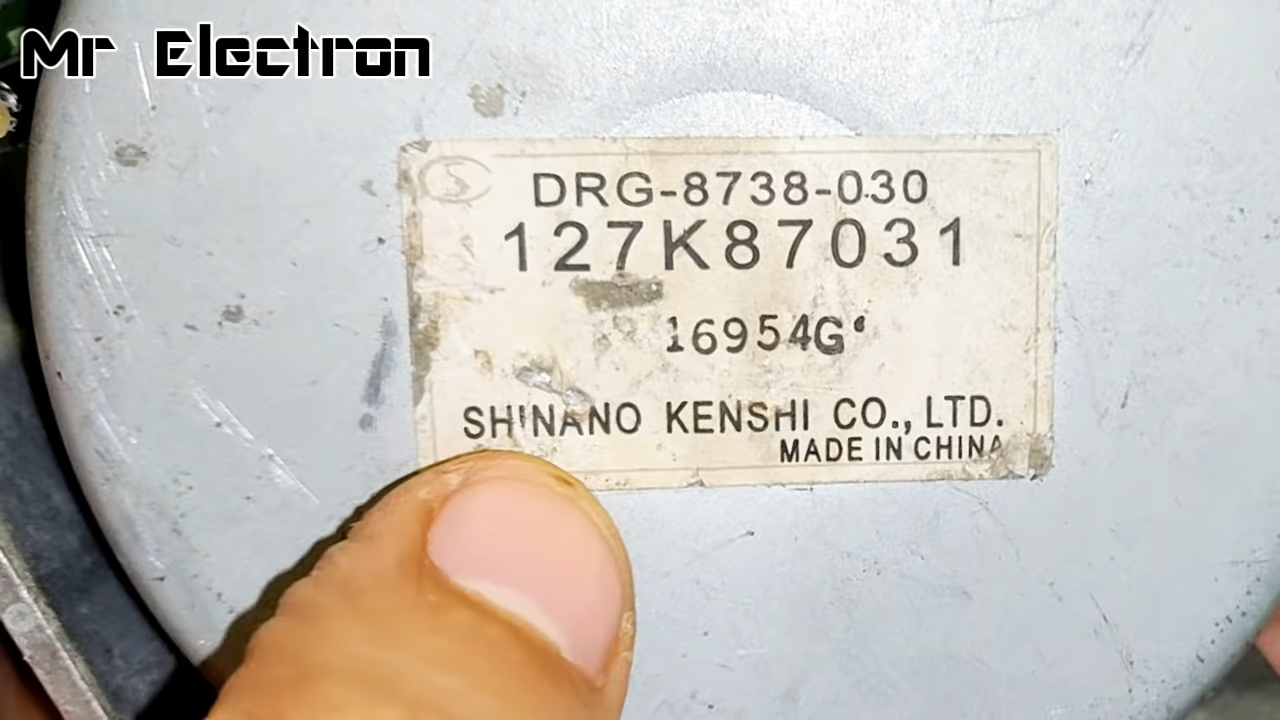 Mr Electron
DRG-8738-030
127K87031
16954G
SHINANO KENSHI CO., LTD.
MADE IN CHINA